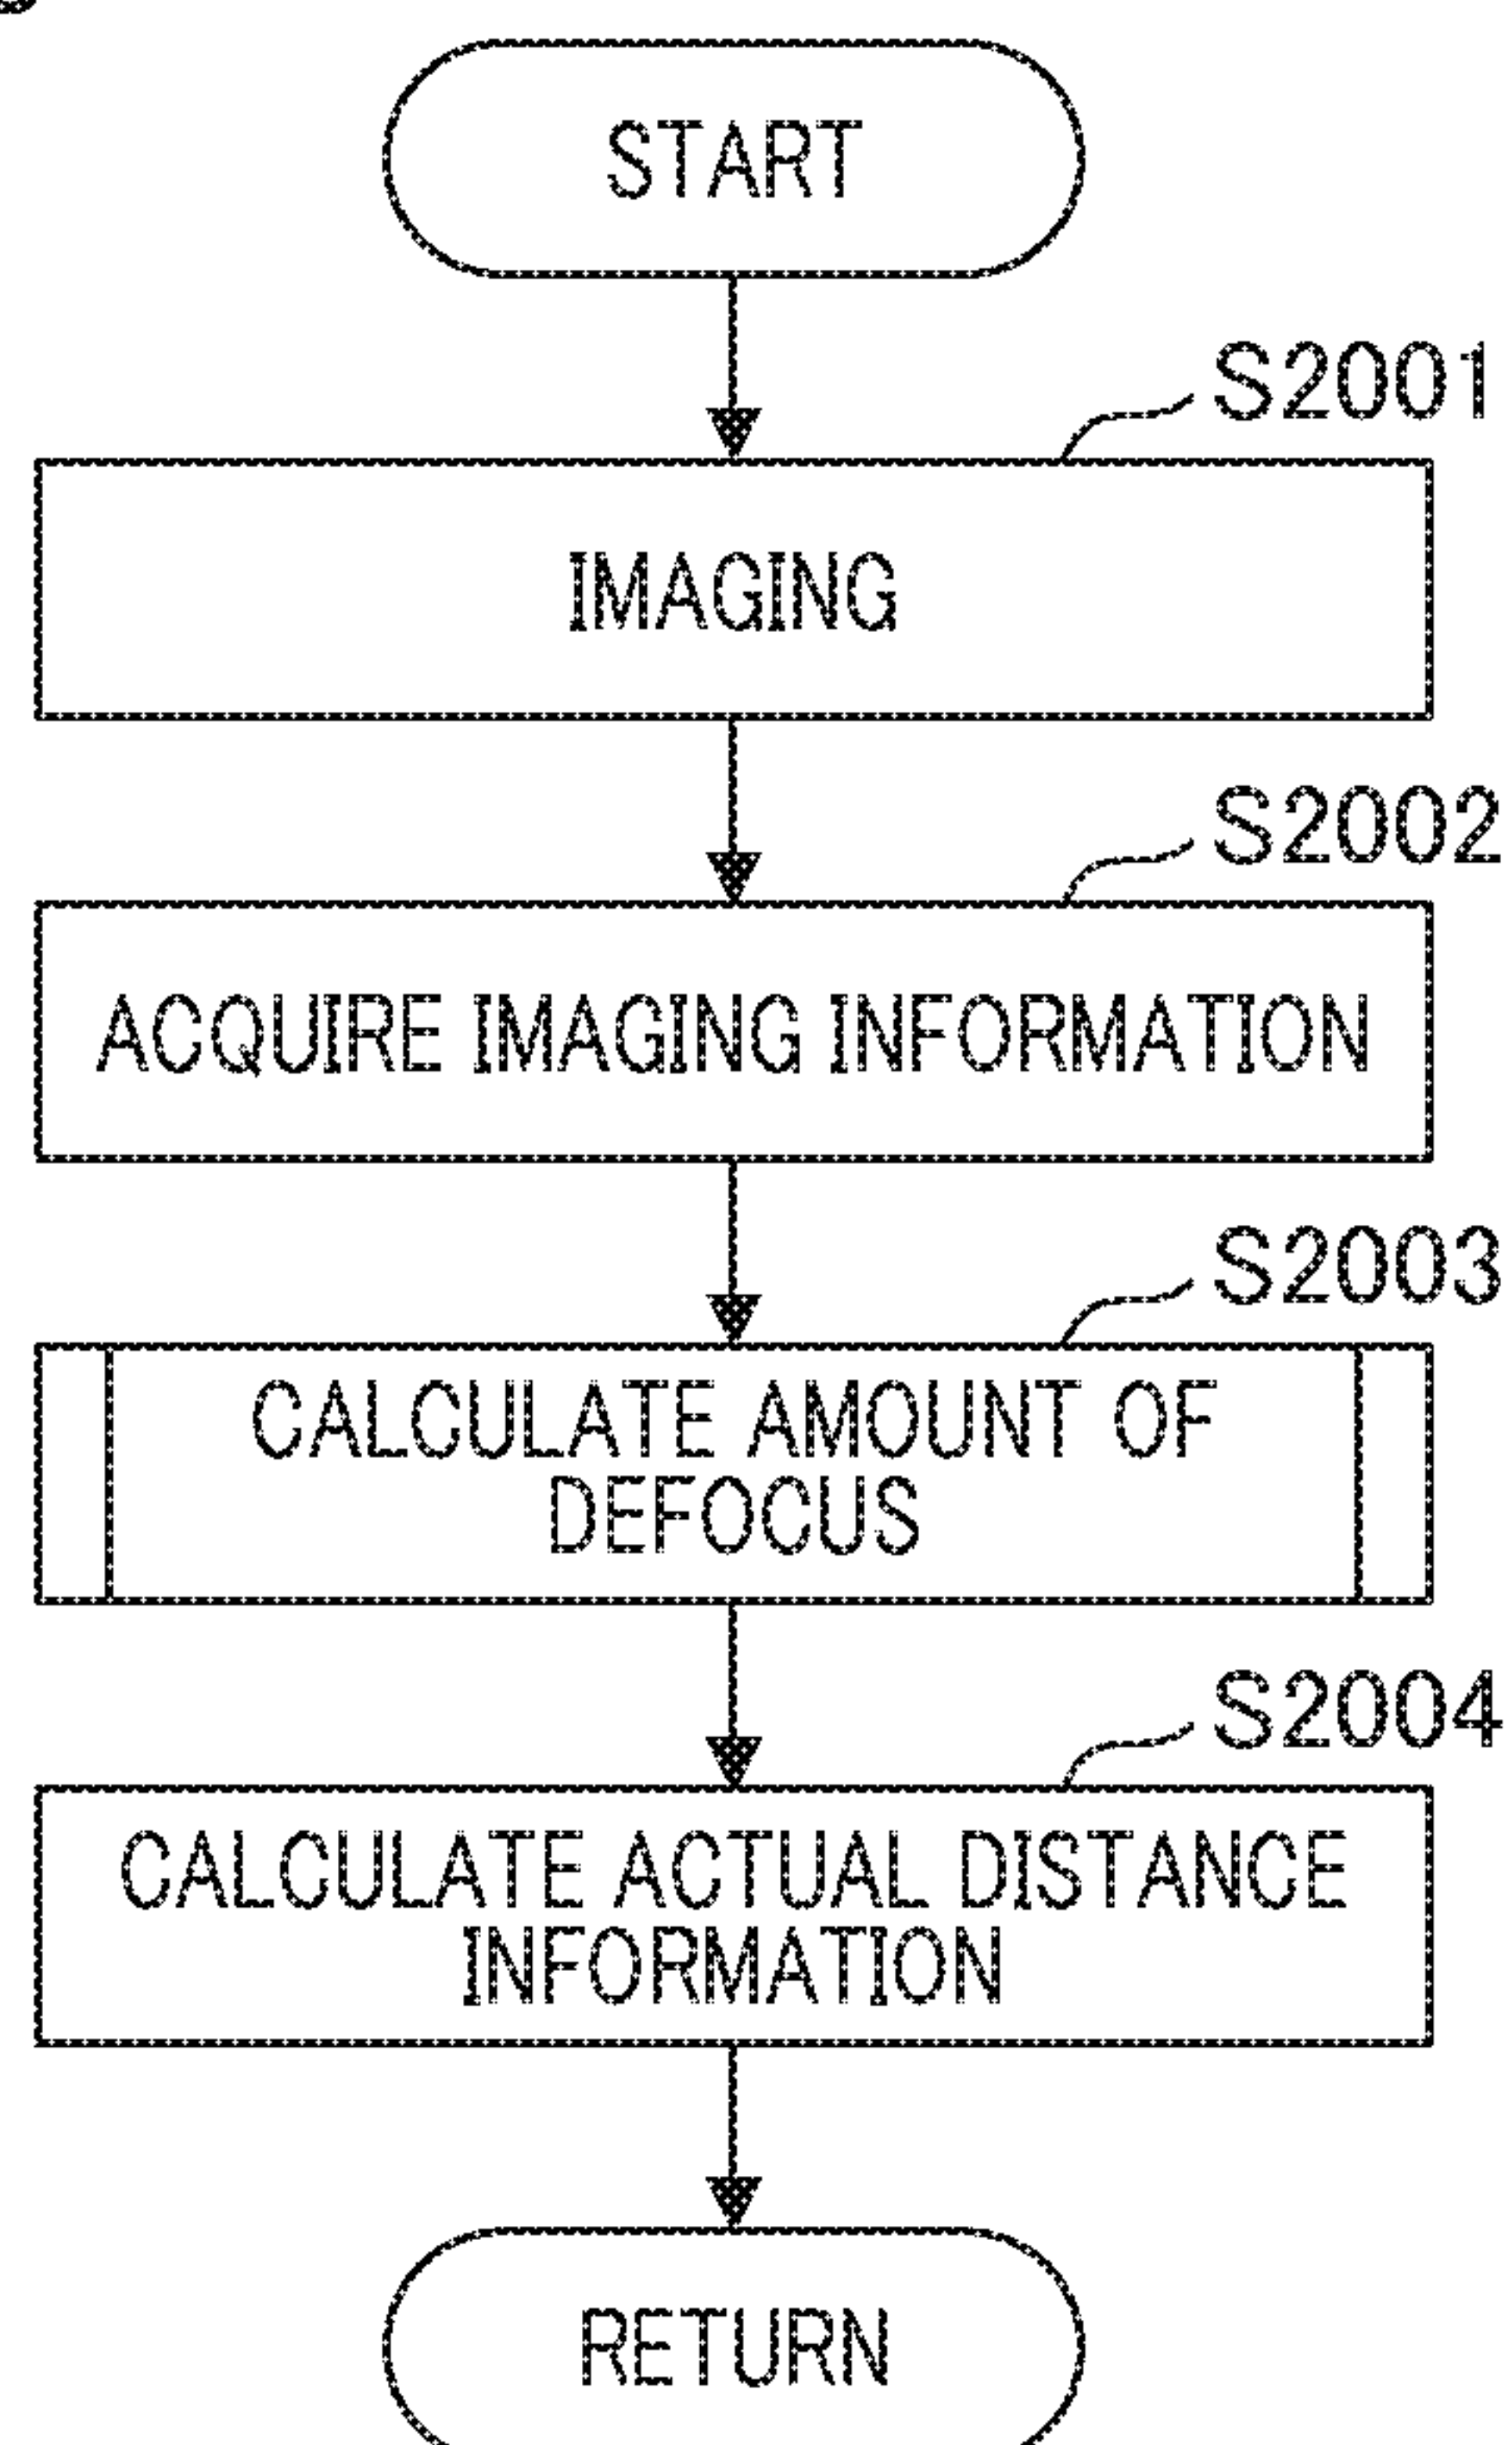 START
S2001
IMAGING
S2002
ACQUIRE IMAGING INFORMATION
S2003
CALCULATE AMOUNT OF
DEFOCUS
S2004
CALCULATE ACTUAL DISTANCE
INFORMATION
RETURN